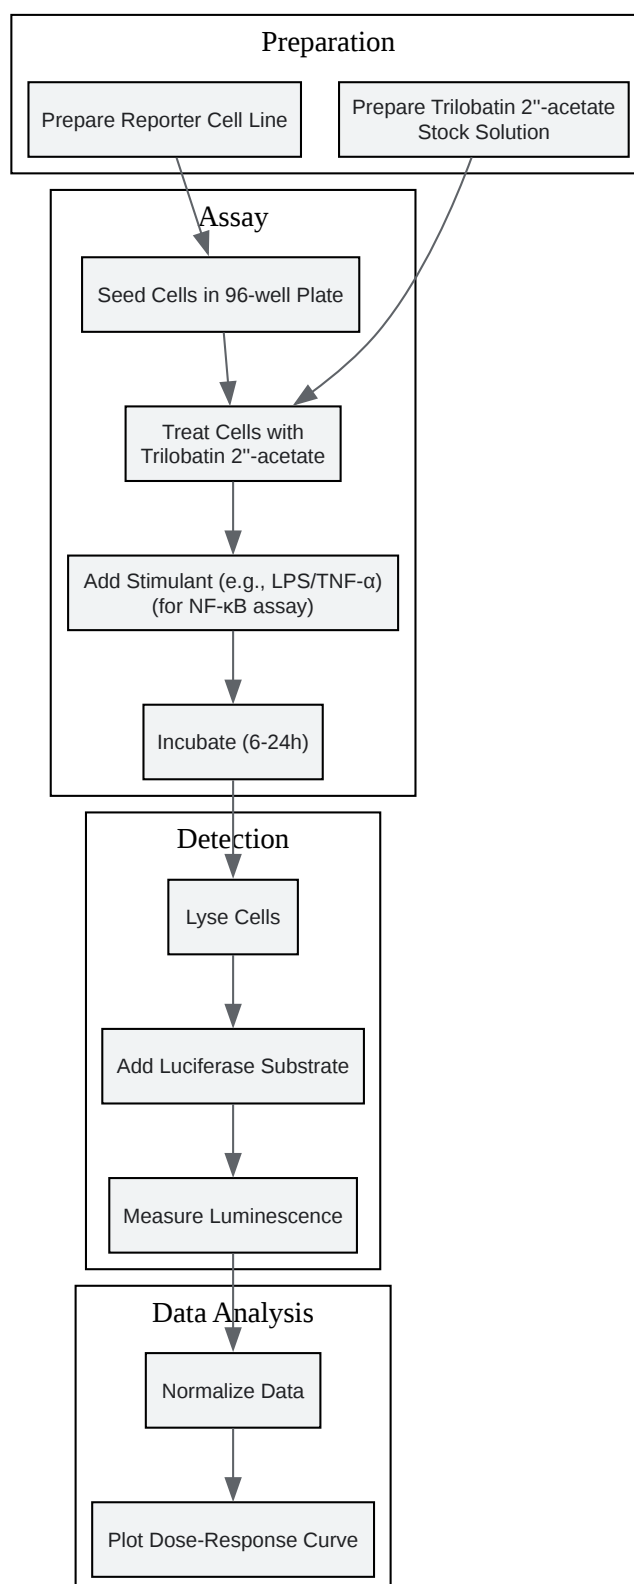 Preparation
Prepare Reporter Cell Line
Prepare Trilobatin 2''-acetate
Stock Solution
Assay
Seed Cells in 96-well Plate
Treat Cells with
Trilobatin 2''-acetate
Add Stimulant (e.g., LPS/TNF-α)
(for NF-κB assay)
Incubate (6-24h)
Detection
Lyse Cells
Add Luciferase Substrate
Measure Luminescence
Data Analysis
Normalize Data
Plot Dose-Response Curve